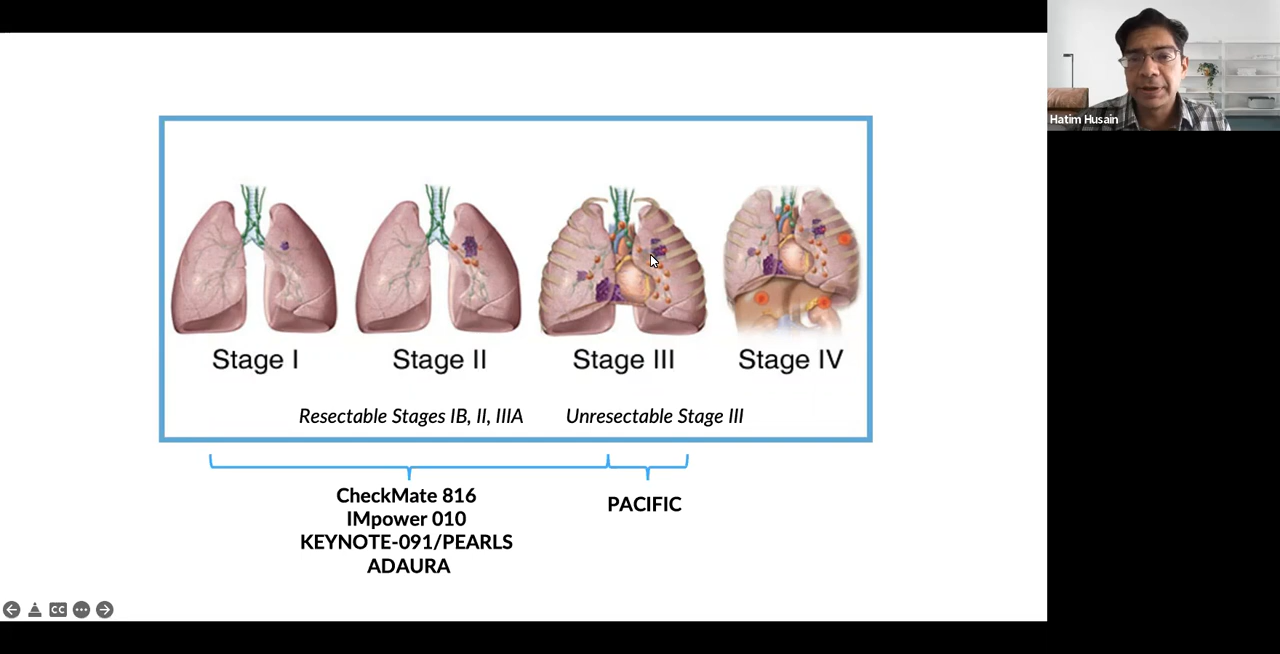 Hatim Husain
Stage I
Stage II
Stage III
Stage IV
Resectable Stages IB, II, IIIA
Unresectable Stage III
CheckMate 816
IMpower 010
KEYNOTE-091/PEARLS
ADAURA
PACIFIC
CC